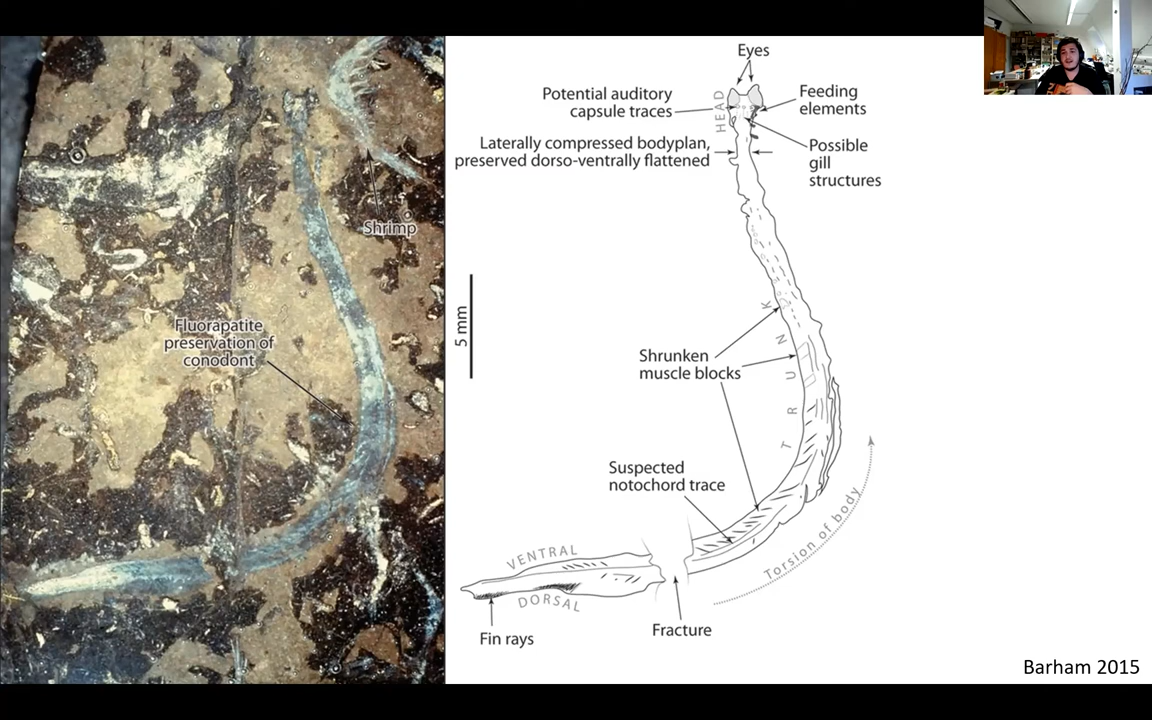 Shrimp
Fluorapatite
preservation of
conodont
5 mm
Eyes
Potential auditory
capsule traces
HEAD
Feeding
elements
Laterally compressed bodyplan,
preserved dorso-ventrally flattened
Possible
gill
structures
TRUNK
Shrunken
muscle blocks
Suspected
notochord trace
Torsion of body
VENTRAL
DORSAL
Fin rays
Fracture
Barham 2015